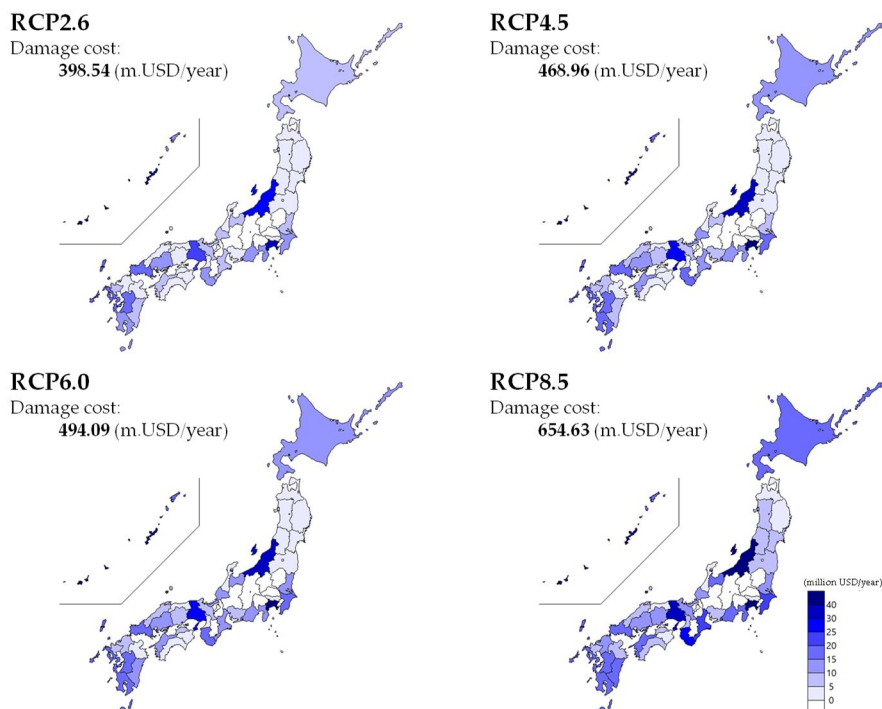 RCP2.6
Damage cost:
398.54 (m.USD/year)
RCP4.5
Damage cost:
468.96 (m.USD/year)
RCP6.0
Damage cost:
494.09 (m.USD/year)
RCP8.5
Damage cost:
654.63 (m.USD/year)
(million USD/year)
40
30
25
20
15
10
5
0